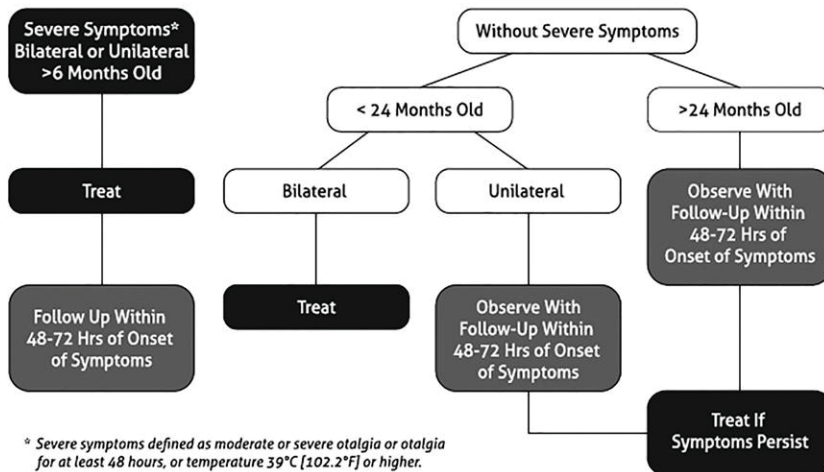 Severe Symptoms*
Bilateral or Unilateral
>6 Months Old
Treat
Follow Up Within
48-72 Hrs of Onset
of Symptoms
Without Severe Symptoms
< 24 Months Old
>24 Months Old
Bilateral
Unilateral
Treat
Observe With
Follow-Up Within
48-72 Hrs of Onset
of Symptoms
Observe With
Follow-Up Within
48-72 Hrs of
Onset of Symptoms
Treat If
Symptoms Persist
* Severe symptoms defined as moderate or severe otalgia or otalgia
for at least 48 hours, or temperature 39°C [102.2°F] or higher.